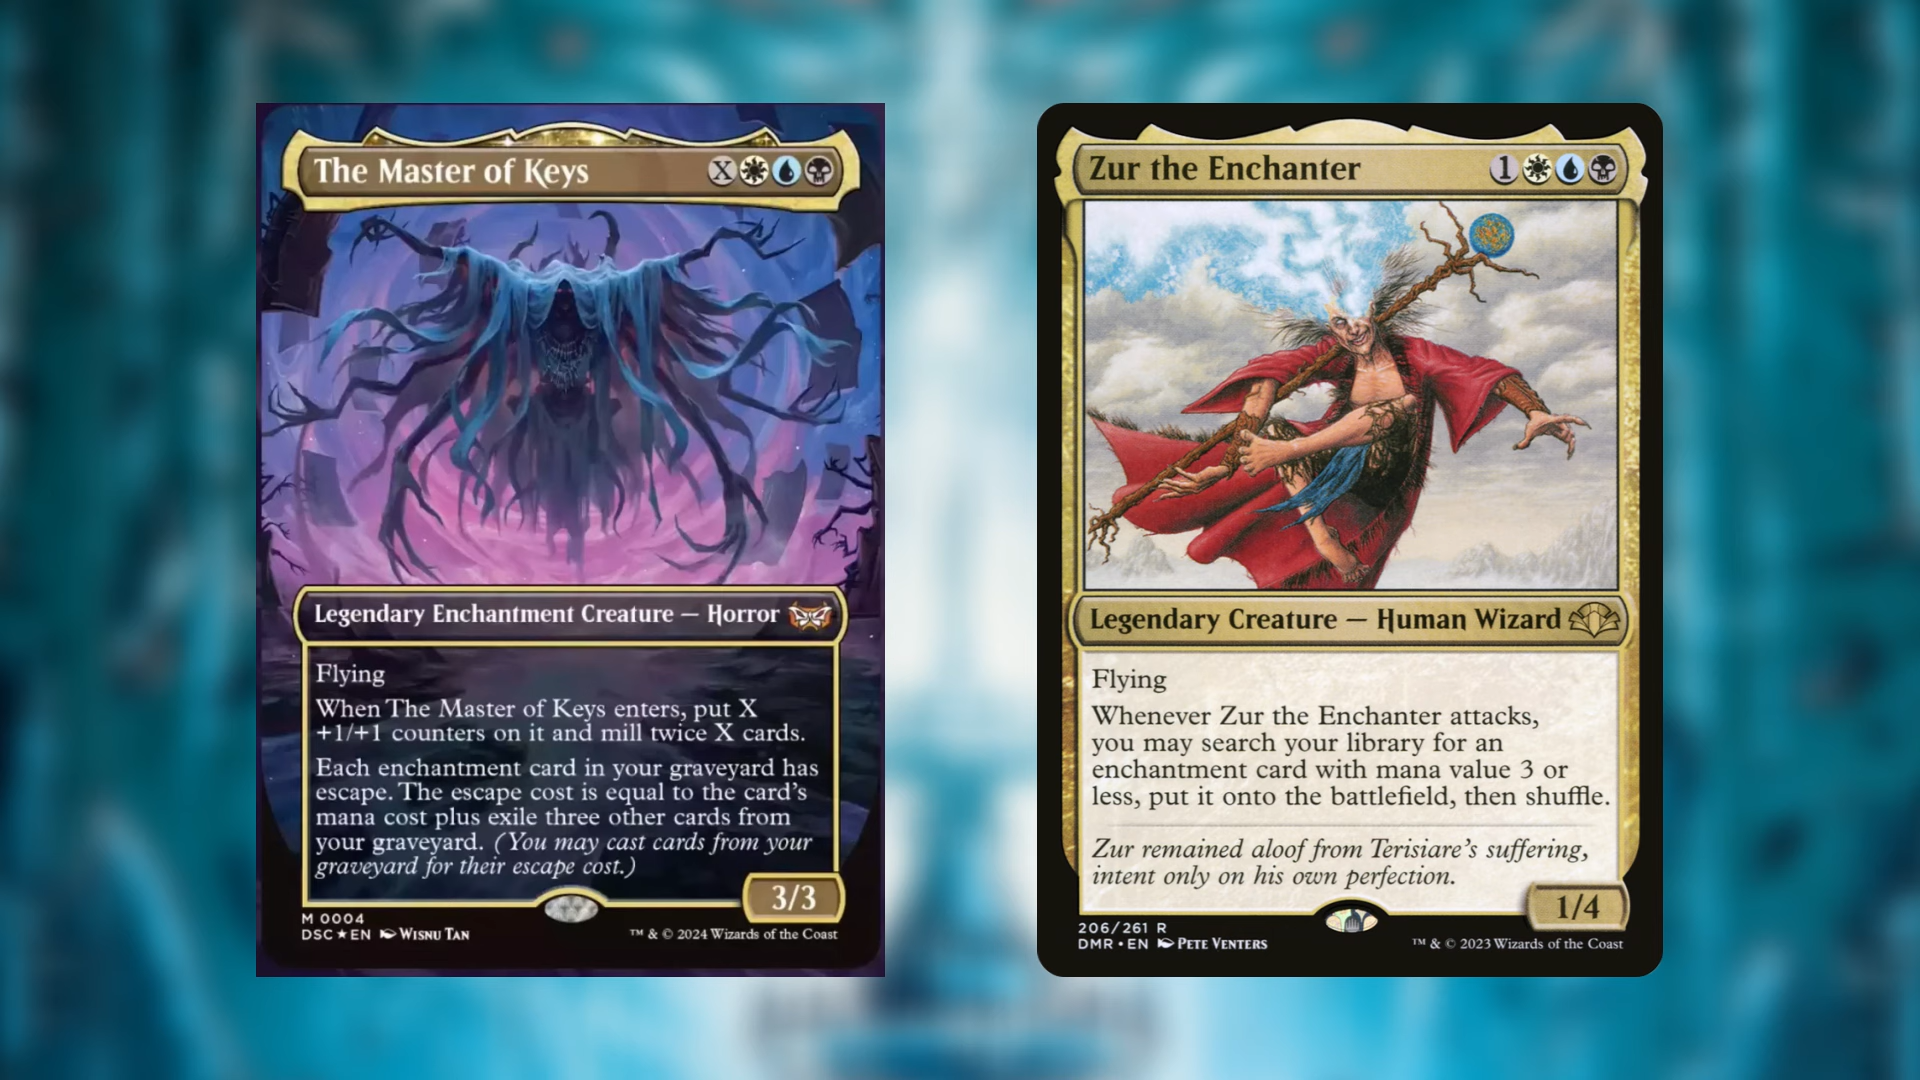 The Master of Keys X
Legendary Enchantment Creature — Horror
Flying
When The Master of Keys enters, put X
+1/+1 counters on it and mill twice X cards.
Each enchantment card in your graveyard has
escape. The escape cost is equal to the card's
mana cost plus exile three other cards from
your graveyard. (You may cast cards from your
graveyard for their escape cost.)
3/3
M 0004
DSC★EN Wisnu Tan
™ & © 2024 Wizards of the Coast
Zur the Enchanter 1
Legendary Creature — Human Wizard
Flying
Whenever Zur the Enchanter attacks,
you may search your library for an
enchantment card with mana value 3 or
less, put it onto the battlefield, then shuffle.
Zur remained aloof from Terisiare's suffering,
intent only on his own perfection.
1/4
206/261 R
DMR•EN Pete Venters
™ & © 2023 Wizards of the Coast